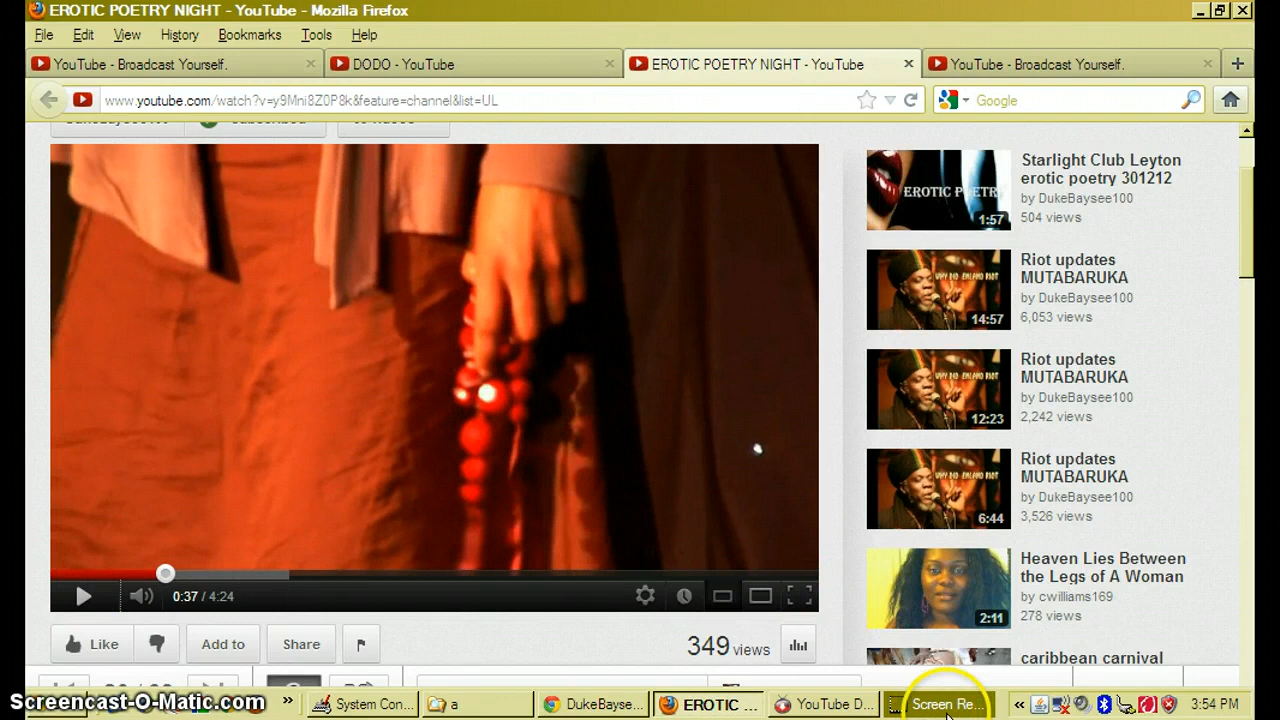 EROTIC POETRY NIGHT - YouTube - Mozilla Firefox
File Edit View History Bookmarks Tools Help
YouTube - Broadcast Yourself. DODO - YouTube EROTIC POETRY NIGHT - YouTube YouTube - Broadcast Yourself.
www.youtube.com/watch?v=y9Mni8Z0P8k&feature=channel&list=UL Google
Starlight Club Leyton
erotic poetry 301212
by DukeBaysee100
504 views
EROTIC POETR
1:57
Riot updates
MUTABARUKA
by DukeBaysee100
6,053 views
14:57
Riot updates
MUTABARUKA
by DukeBaysee100
2,242 views
12:23
Riot updates
MUTABARUKA
by DukeBaysee100
3,526 views
6:44
Heaven Lies Between
the Legs of A Woman
by cwilliams169
278 views
2:11
caribbean carnival
0:37 / 4:24
Like Add to Share 349 views
Screencast-O-Matic.com » System Con... a DukeBayse... EROTIC ... YouTube D... Screen Re... « 3:54 PM